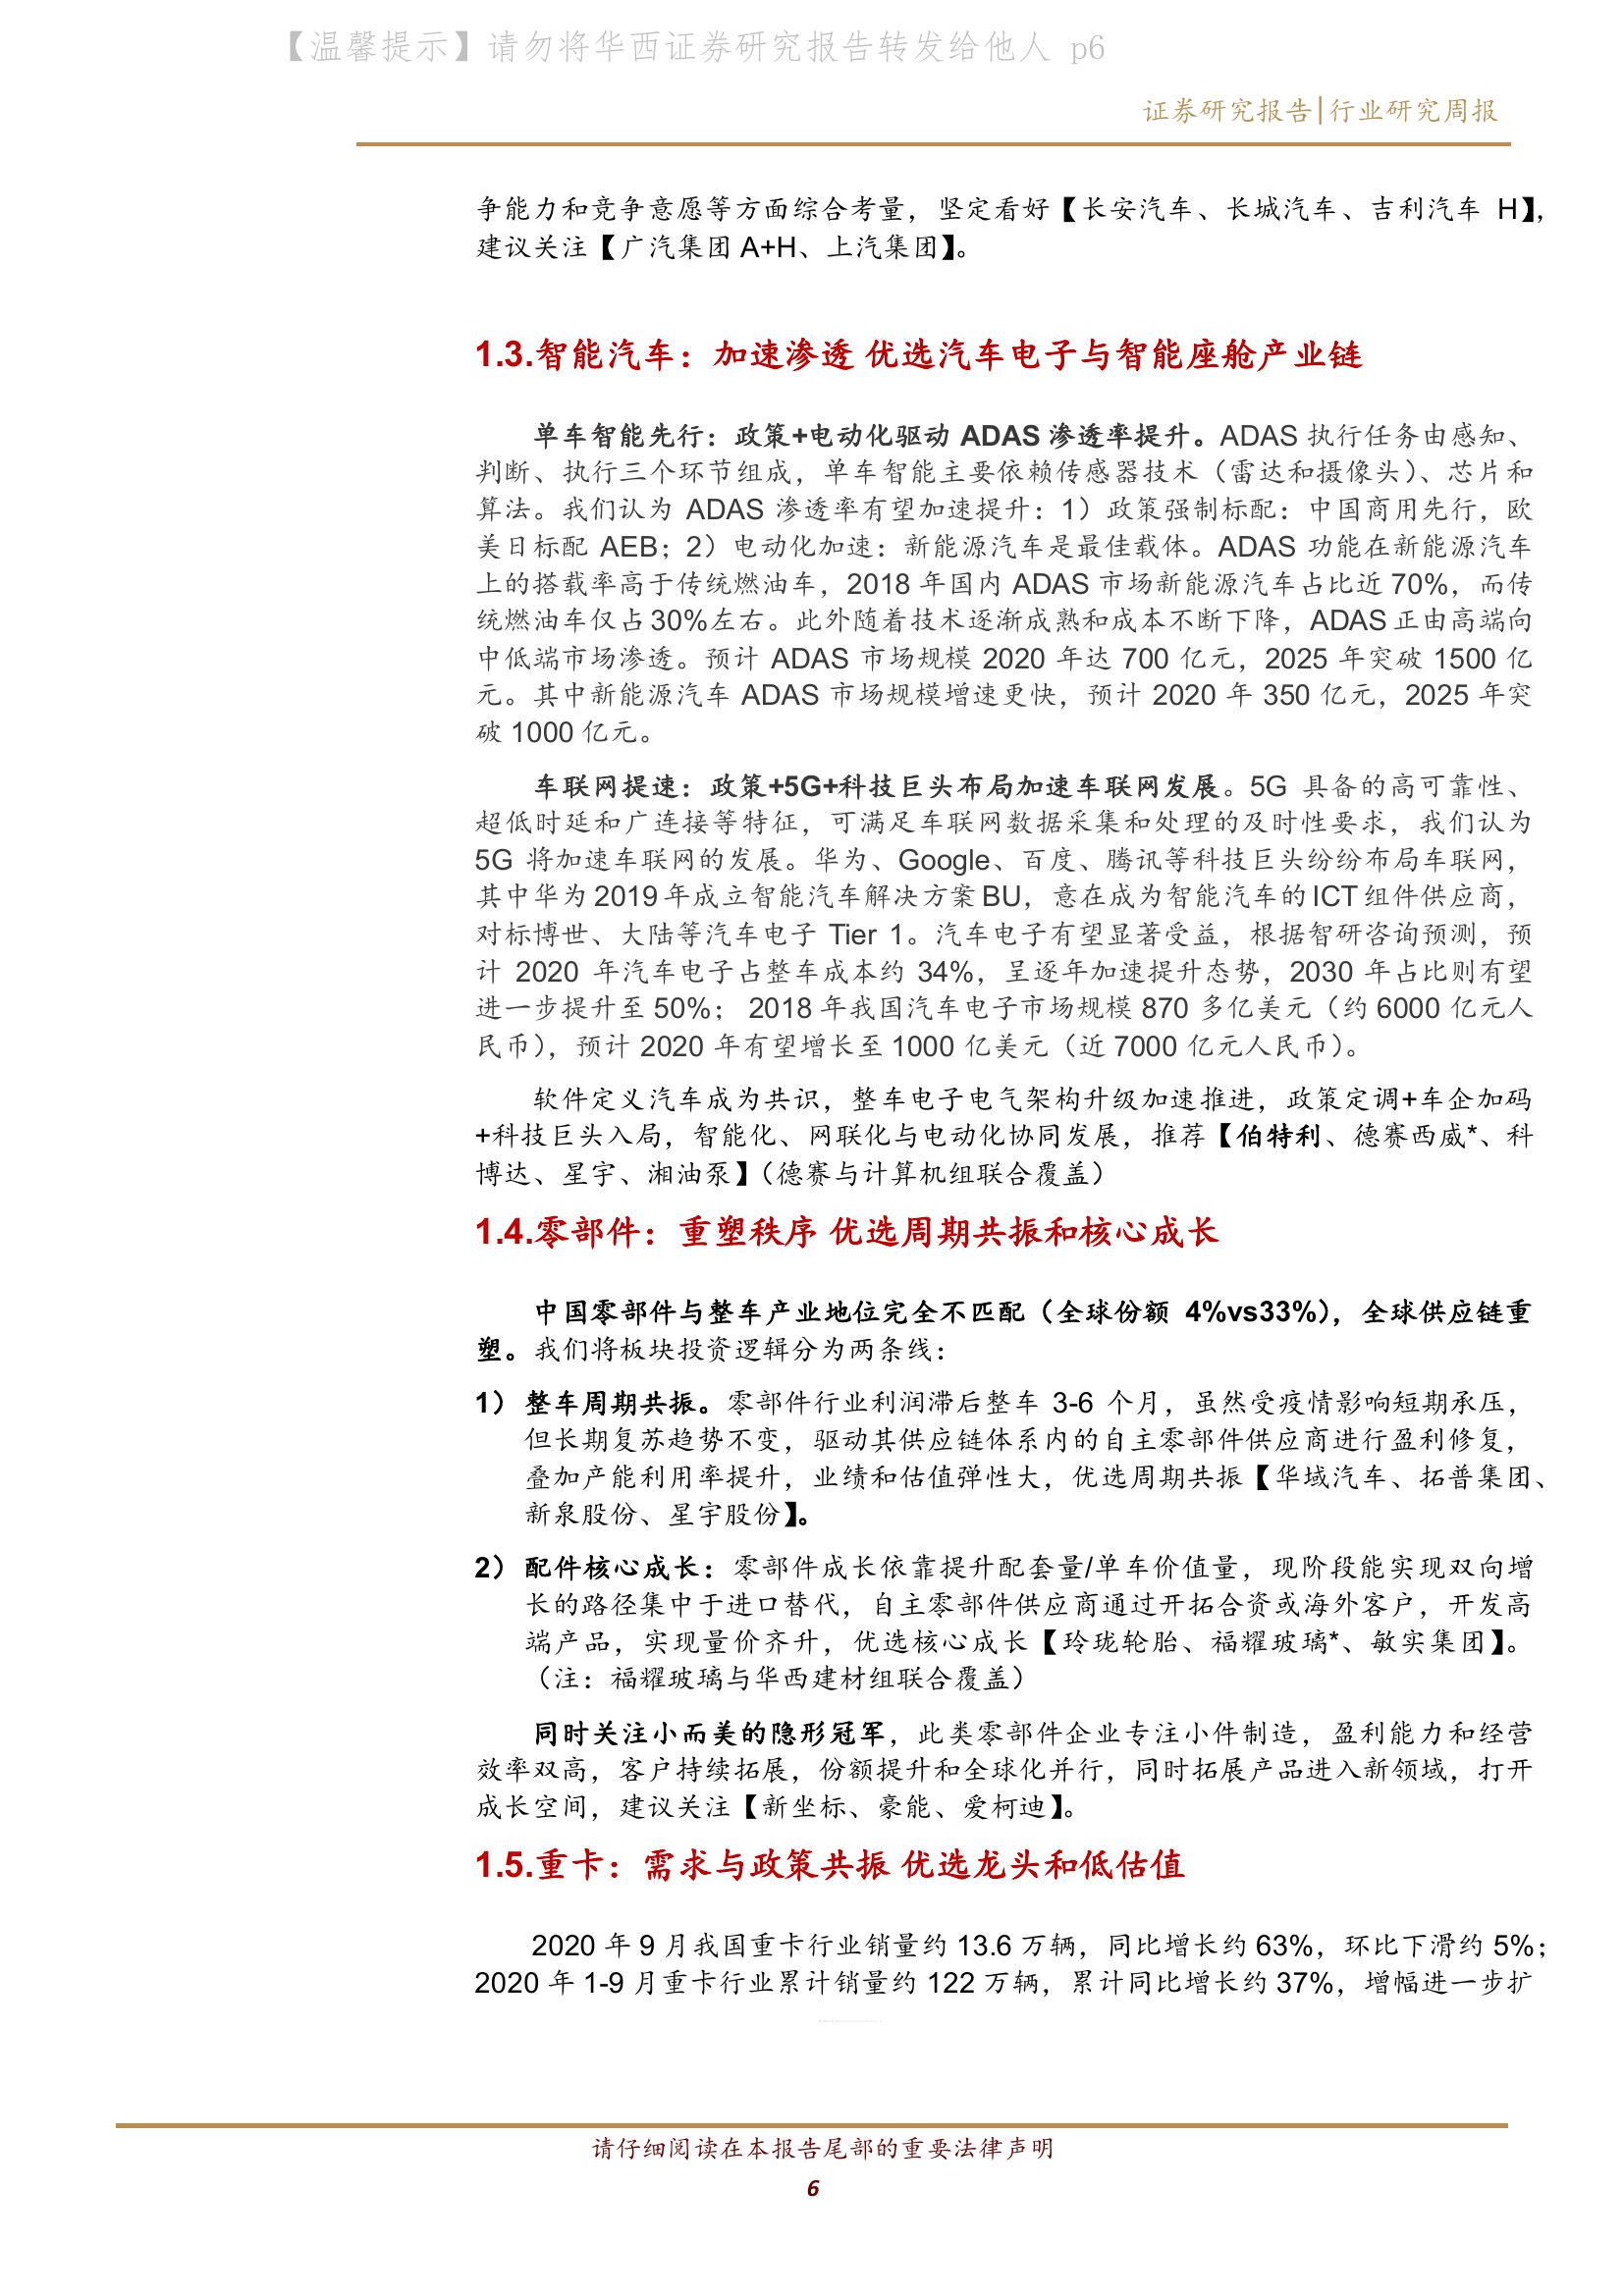 【温馨提示】请勿将华西证券研究报告转发给他人 p6
证券研究报告|行业研究周报
争能力和竞争意愿等方面综合考量，坚定看好【长安汽车、长城汽车、吉利汽车 H】，
建议关注【广汽集团 A+H、上汽集团】。
1.3.智能汽车：加速渗透 优选汽车电子与智能座舱产业链
单车智能先行：政策+电动化驱动 ADAS 渗透率提升。ADAS 执行任务由感知、
判断、执行三个环节组成，单车智能主要依赖传感器技术（雷达和摄像头）、芯片和
算法。我们认为 ADAS 渗透率有望加速提升：1）政策强制标配：中国商用先行，欧
美日标配 AEB；2）电动化加速：新能源汽车是最佳载体。ADAS 功能在新能源汽车
上的搭载率高于传统燃油车，2018 年国内 ADAS 市场新能源汽车占比近 70%，而传
统燃油车仅占 30%左右。此外随着技术逐渐成熟和成本不断下降，ADAS 正由高端向
中低端市场渗透。预计 ADAS 市场规模 2020 年达 700 亿元，2025 年突破 1500 亿
元。其中新能源汽车 ADAS 市场规模增速更快，预计 2020 年 350 亿元，2025 年突
破 1000 亿元。
车联网提速：政策+5G+科技巨头布局加速车联网发展。5G 具备的高可靠性、
超低时延和广连接等特征，可满足车联网数据采集和处理的及时性要求，我们认为
5G 将加速车联网的发展。华为、Google、百度、腾讯等科技巨头纷纷布局车联网，
其中华为 2019 年成立智能汽车解决方案 BU，意在成为智能汽车的 ICT 组件供应商，
对标博世、大陆等汽车电子 Tier 1。汽车电子有望显著受益，根据智研咨询预测，预
计 2020 年汽车电子占整车成本约 34%，呈逐年加速提升态势，2030 年占比则有望
进一步提升至 50%； 2018 年我国汽车电子市场规模 870 多亿美元（约 6000 亿元人
民币），预计 2020 年有望增长至 1000 亿美元（近 7000 亿元人民币）。
软件定义汽车成为共识，整车电子电气架构升级加速推进，政策定调+车企加码
+科技巨头入局，智能化、网联化与电动化协同发展，推荐【伯特利、德赛西威*、科
博达、星宇、湘油泵】（德赛与计算机组联合覆盖）
1.4.零部件：重塑秩序 优选周期共振和核心成长
中国零部件与整车产业地位完全不匹配（全球份额 4%vs33%），全球供应链重
塑。我们将板块投资逻辑分为两条线：
1） 整车周期共振。零部件行业利润滞后整车 3-6 个月，虽然受疫情影响短期承压，
但长期复苏趋势不变，驱动其供应链体系内的自主零部件供应商进行盈利修复，
叠加产能利用率提升，业绩和估值弹性大，优选周期共振【华域汽车、拓普集团、
新泉股份、星宇股份】。
2） 配件核心成长：零部件成长依靠提升配套量/单车价值量，现阶段能实现双向增
长的路径集中于进口替代，自主零部件供应商通过开拓合资或海外客户，开发高
端产品，实现量价齐升，优选核心成长【玲珑轮胎、福耀玻璃*、敏实集团】。
（注：福耀玻璃与华西建材组联合覆盖）
同时关注小而美的隐形冠军，此类零部件企业专注小件制造，盈利能力和经营
效率双高，客户持续拓展，份额提升和全球化并行，同时拓展产品进入新领域，打开
成长空间，建议关注【新坐标、豪能、爱柯迪】。
1.5.重卡：需求与政策共振 优选龙头和低估值
2020 年 9 月我国重卡行业销量约 13.6 万辆，同比增长约 63%，环比下滑约 5%；
2020 年 1-9 月重卡行业累计销量约 122 万辆，累计同比增长约 37%，增幅进一步扩
请仔细阅读在本报告尾部的重要法律声明
6